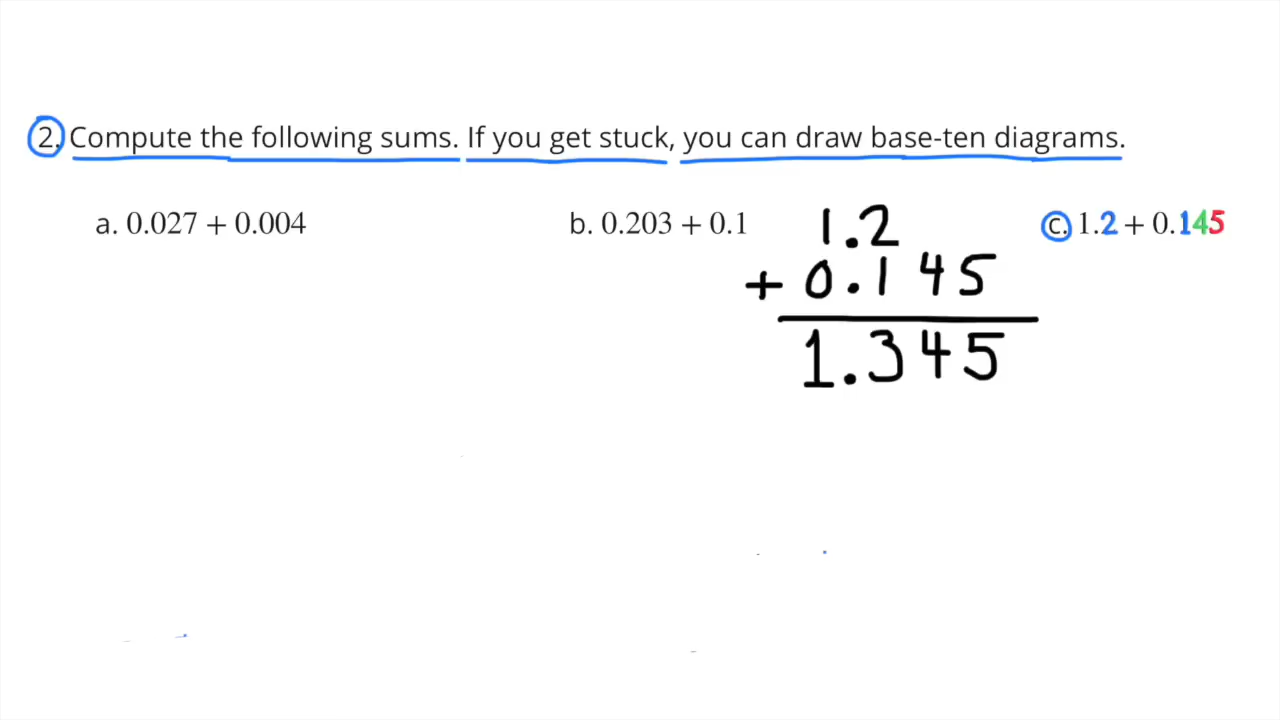 2. Compute the following sums. If you get stuck, you can draw base-ten diagrams.
a. 0.027 + 0.004
b. 0.203 + 0.1
c. 1.2 + 0.145
1.2
+ 0.145
1.345